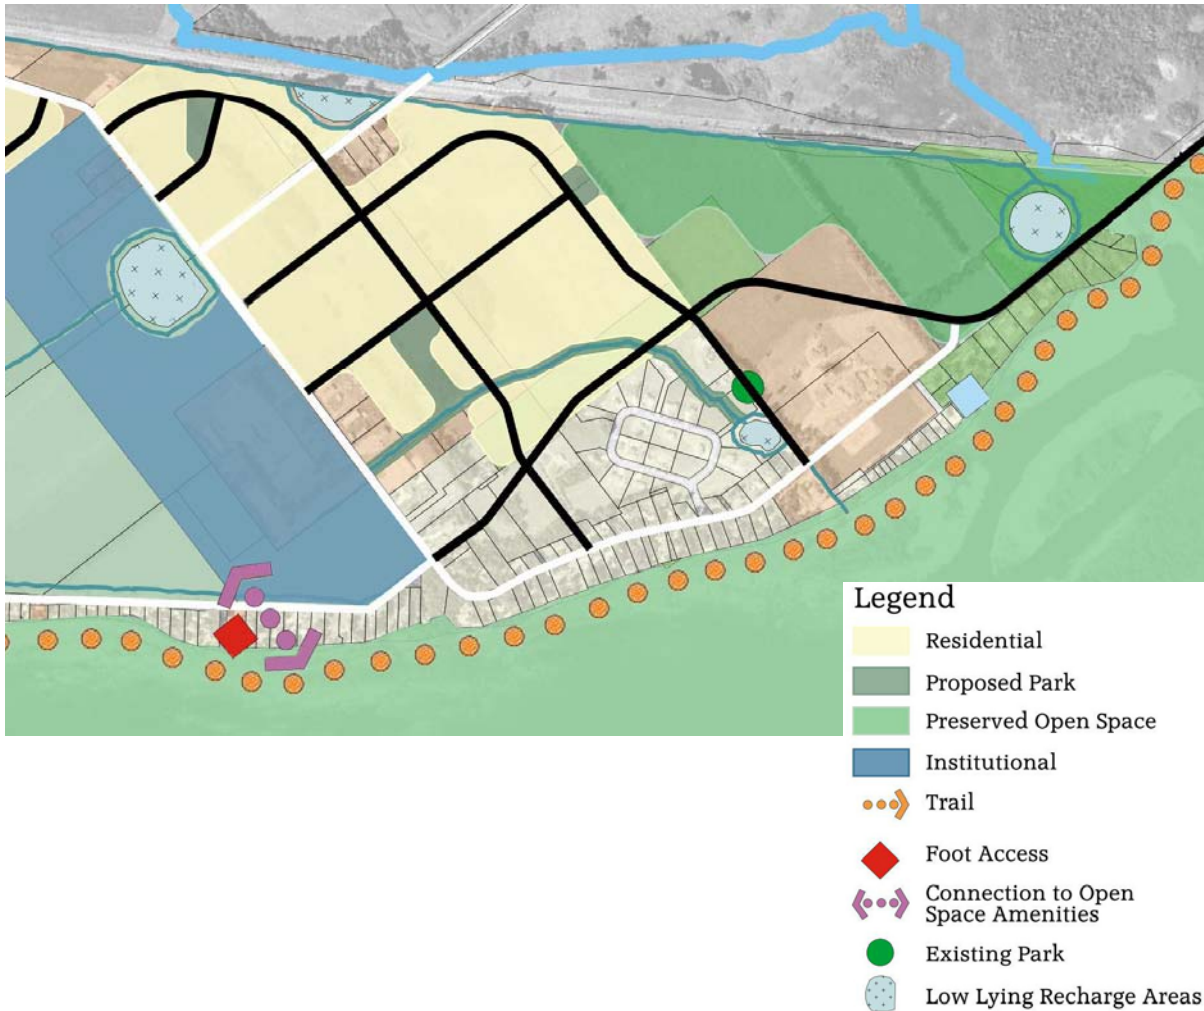 Legend
Residential
Proposed Park
Preserved Open Space
Institutional
Trail
Foot Access
Connection to Open
Space Amenities
Existing Park
Low Lying Recharge Areas